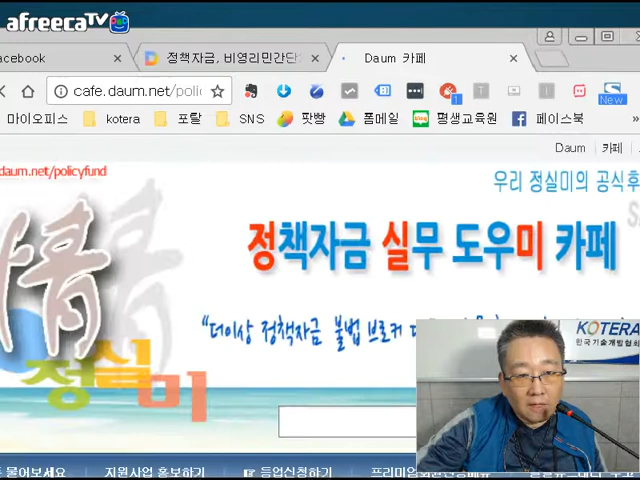 afreecaTV
acebook
정책자금, 비영리민간단
Daum 카페
cafe.daum.net/poli
New
마이오피스
kotera
포탈
SNS
팟빵
폼메일
평생교육원
페이스북
Daum
카페
daum.net/policyfund
우리 정실미의 공식후
정책자금 실무 도우미 카페
"더이상 정책자금 불법 브로커
情
정실미
KOTERA
한국기술개발협회
물어보세요
지원사업 홍보하기
등업신청하기